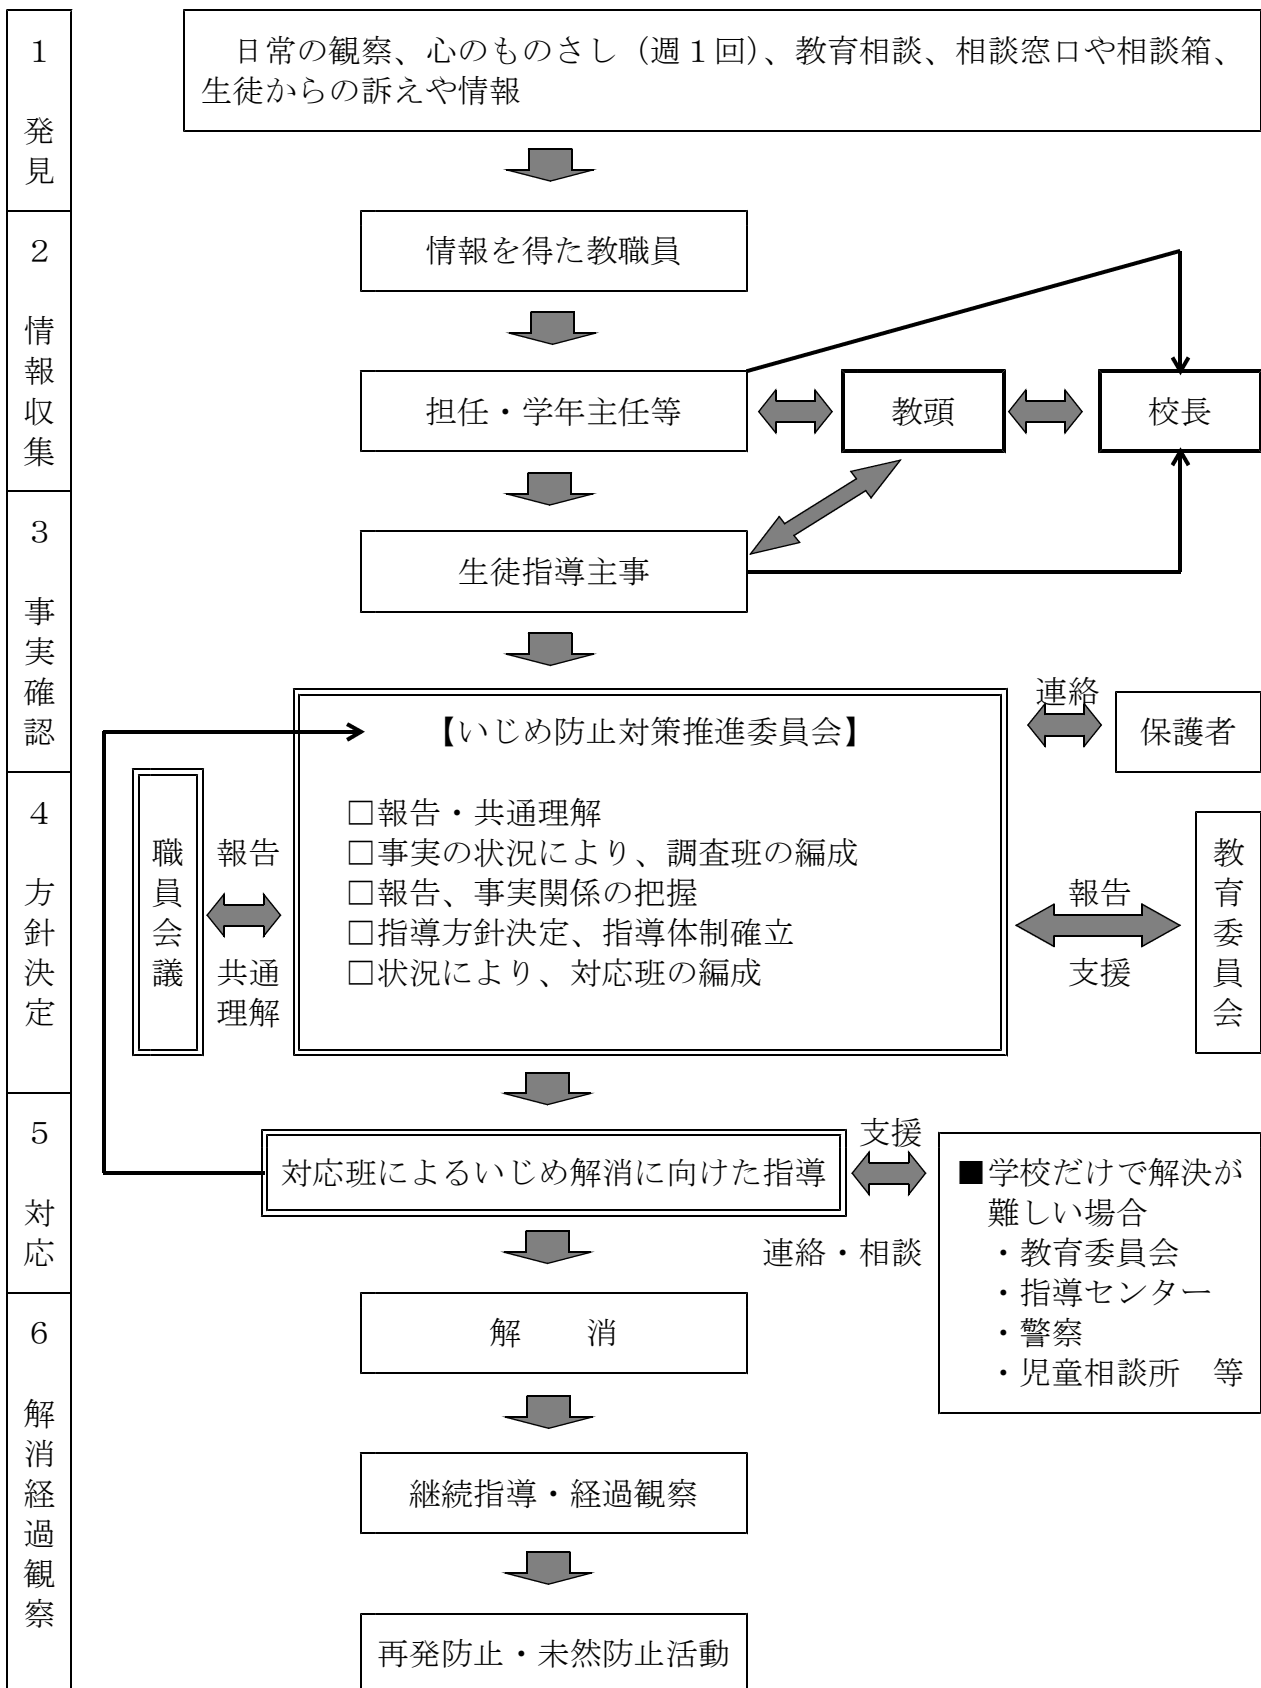 1 発見
日常の観察、心のものさし（週１回）、教育相談、相談窓口や相談箱、
生徒からの訴えや情報
2 情報収集
情報を得た教職員
担任・学年主任等
教頭
校長
3 事実確認
生徒指導主事
【いじめ防止対策推進委員会】
□報告・共通理解
□事実の状況により、調査班の編成
□報告、事実関係の把握
□指導方針決定、指導体制確立
□状況により、対応班の編成
連絡
保護者
4 方針決定
職員会議
報告
共通
理解
報告
支援
教育委員会
5 対応
対応班によるいじめ解消に向けた指導
支援
連絡・相談
■学校だけで解決が
難しい場合
・教育委員会
・指導センター
・警察
・児童相談所　等
6 解消経過観察
解　　消
継続指導・経過観察
再発防止・未然防止活動